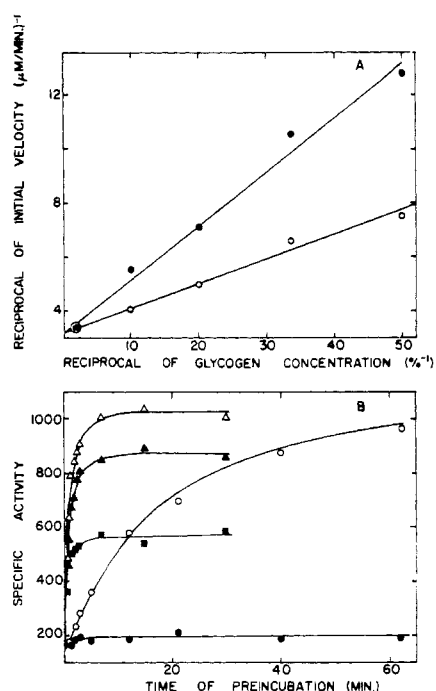 A
RECIPROCAL OF INITIAL VELOCITY (μM/MIN.)⁻¹
12
8
4
10 20 30 40 50
RECIPROCAL OF GLYCOGEN CONCENTRATION (%⁻¹)
B
SPECIFIC ACTIVITY
1000
800
600
400
200
20 40 60
TIME OF PREINCUBATION (MIN.)